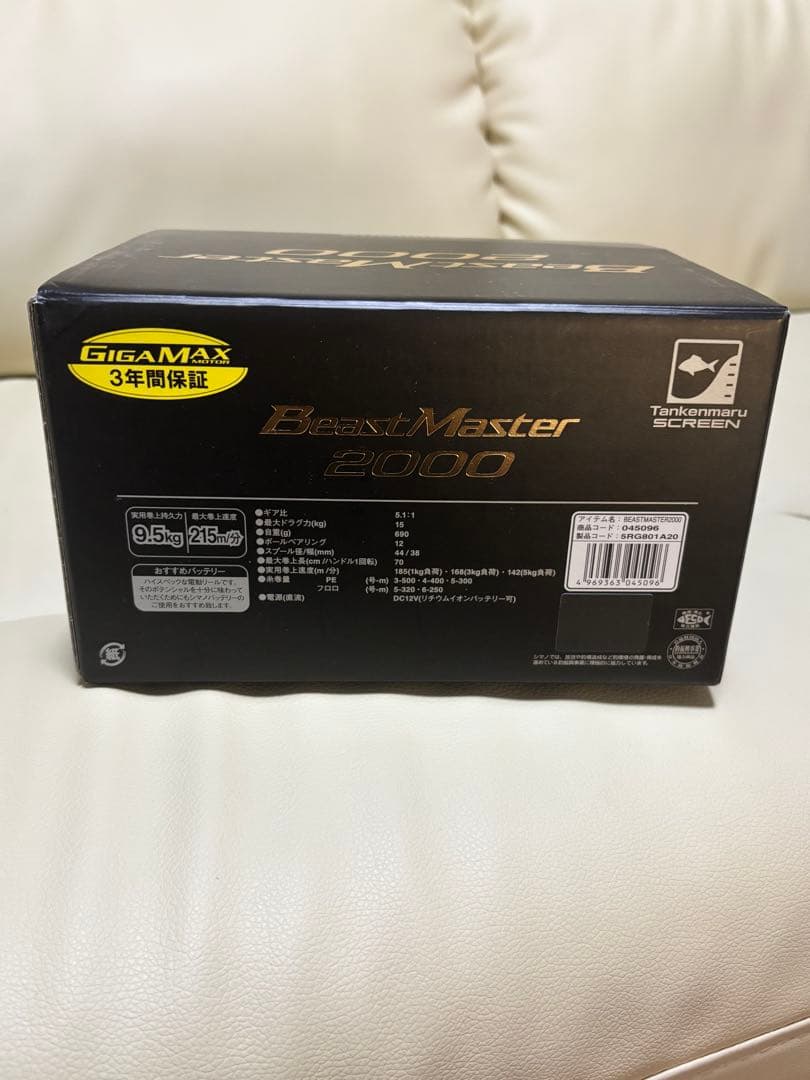 BeastMaster
2000
GIGAMAX
MOTOR
3年間保証
Tankenmaru
SCREEN
BeastMaster
2000
実用巻上持久力
9.5kg
最大巻上速度
215m/分
おすすめバッテリー
ハイスペックな電動リールです。
そのポテンシャルを十分に味わって
いただくためにもシマノバッテリーの
ご使用をおすすめ致します。
●ギア比 5.1:1
●最大ドラグ力(kg) 15
●自重(g) 690
●ボールベアリング 12
●スプール径/幅(mm) 44/38
●最大巻上長(cm/ハンドル1回転) 70
●実用巻上速度(m/分) 185(1kg負荷)・168(3kg負荷)・142(5kg負荷)
●糸巻量 PE (号-m) 3-500・4-400・5-300
フロロ (号-m) 5-320・6-250
●電源(直流) DC12V(リチウムイオンバッテリー可)
アイテム名: BEASTMASTER2000
商品コード: 045096
製品コード: 5RG801A20
4 969363 045096
紙